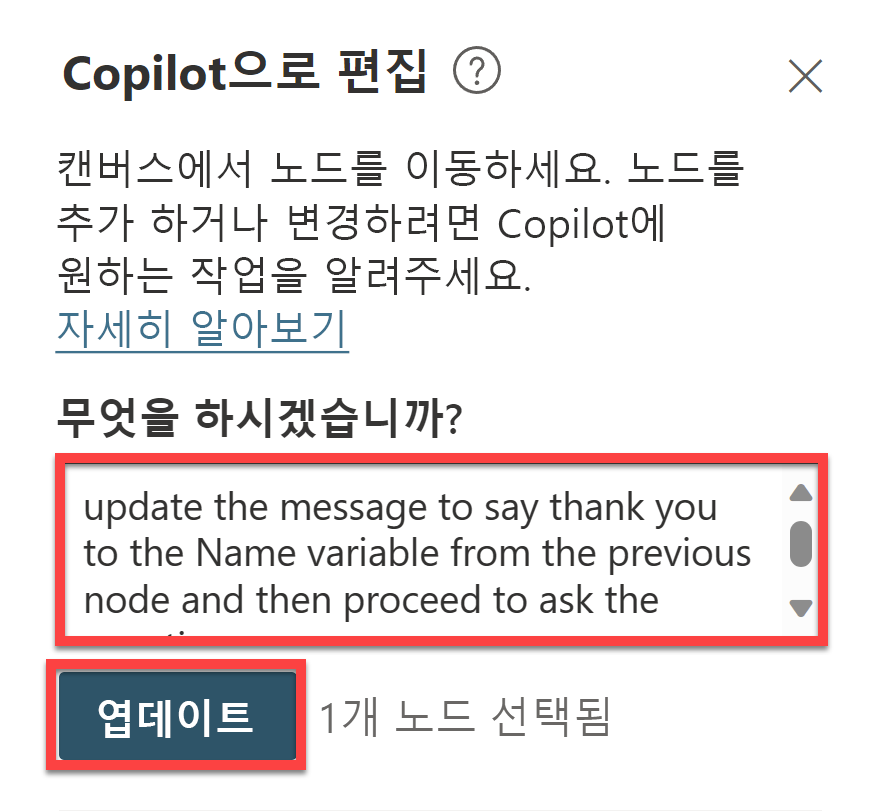 Copilot으로 편집 ?
캔버스에서 노드를 이동하세요. 노드를
추가 하거나 변경하려면 Copilot에
원하는 작업을 알려주세요.
자세히 알아보기
무엇을 하시겠습니까?
update the message to say thank you
to the Name variable from the previous
node and then proceed to ask the
업데이트 1개 노드 선택됨